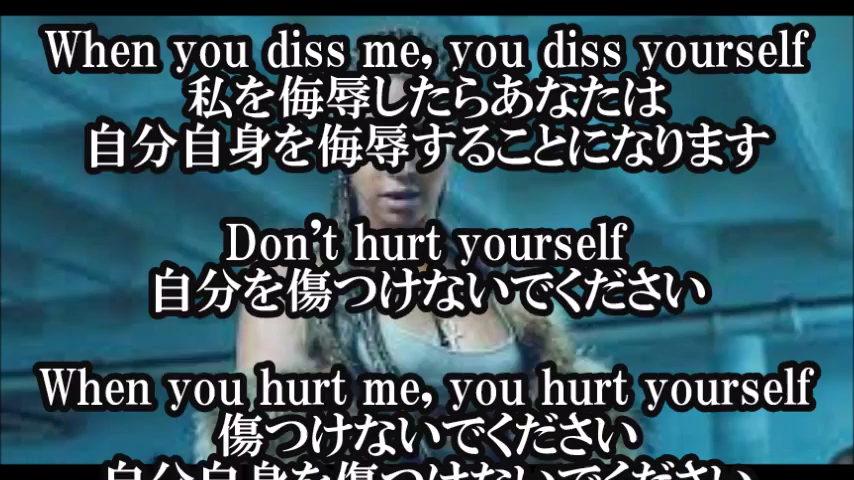 When you diss me, you diss yourself
私を侮辱したらあなたは
自分自身を侮辱することになります
Don't hurt yourself
自分を傷つけないでください
When you hurt me, you hurt yourself
傷つけないでください
自分自身を傷つけないでください